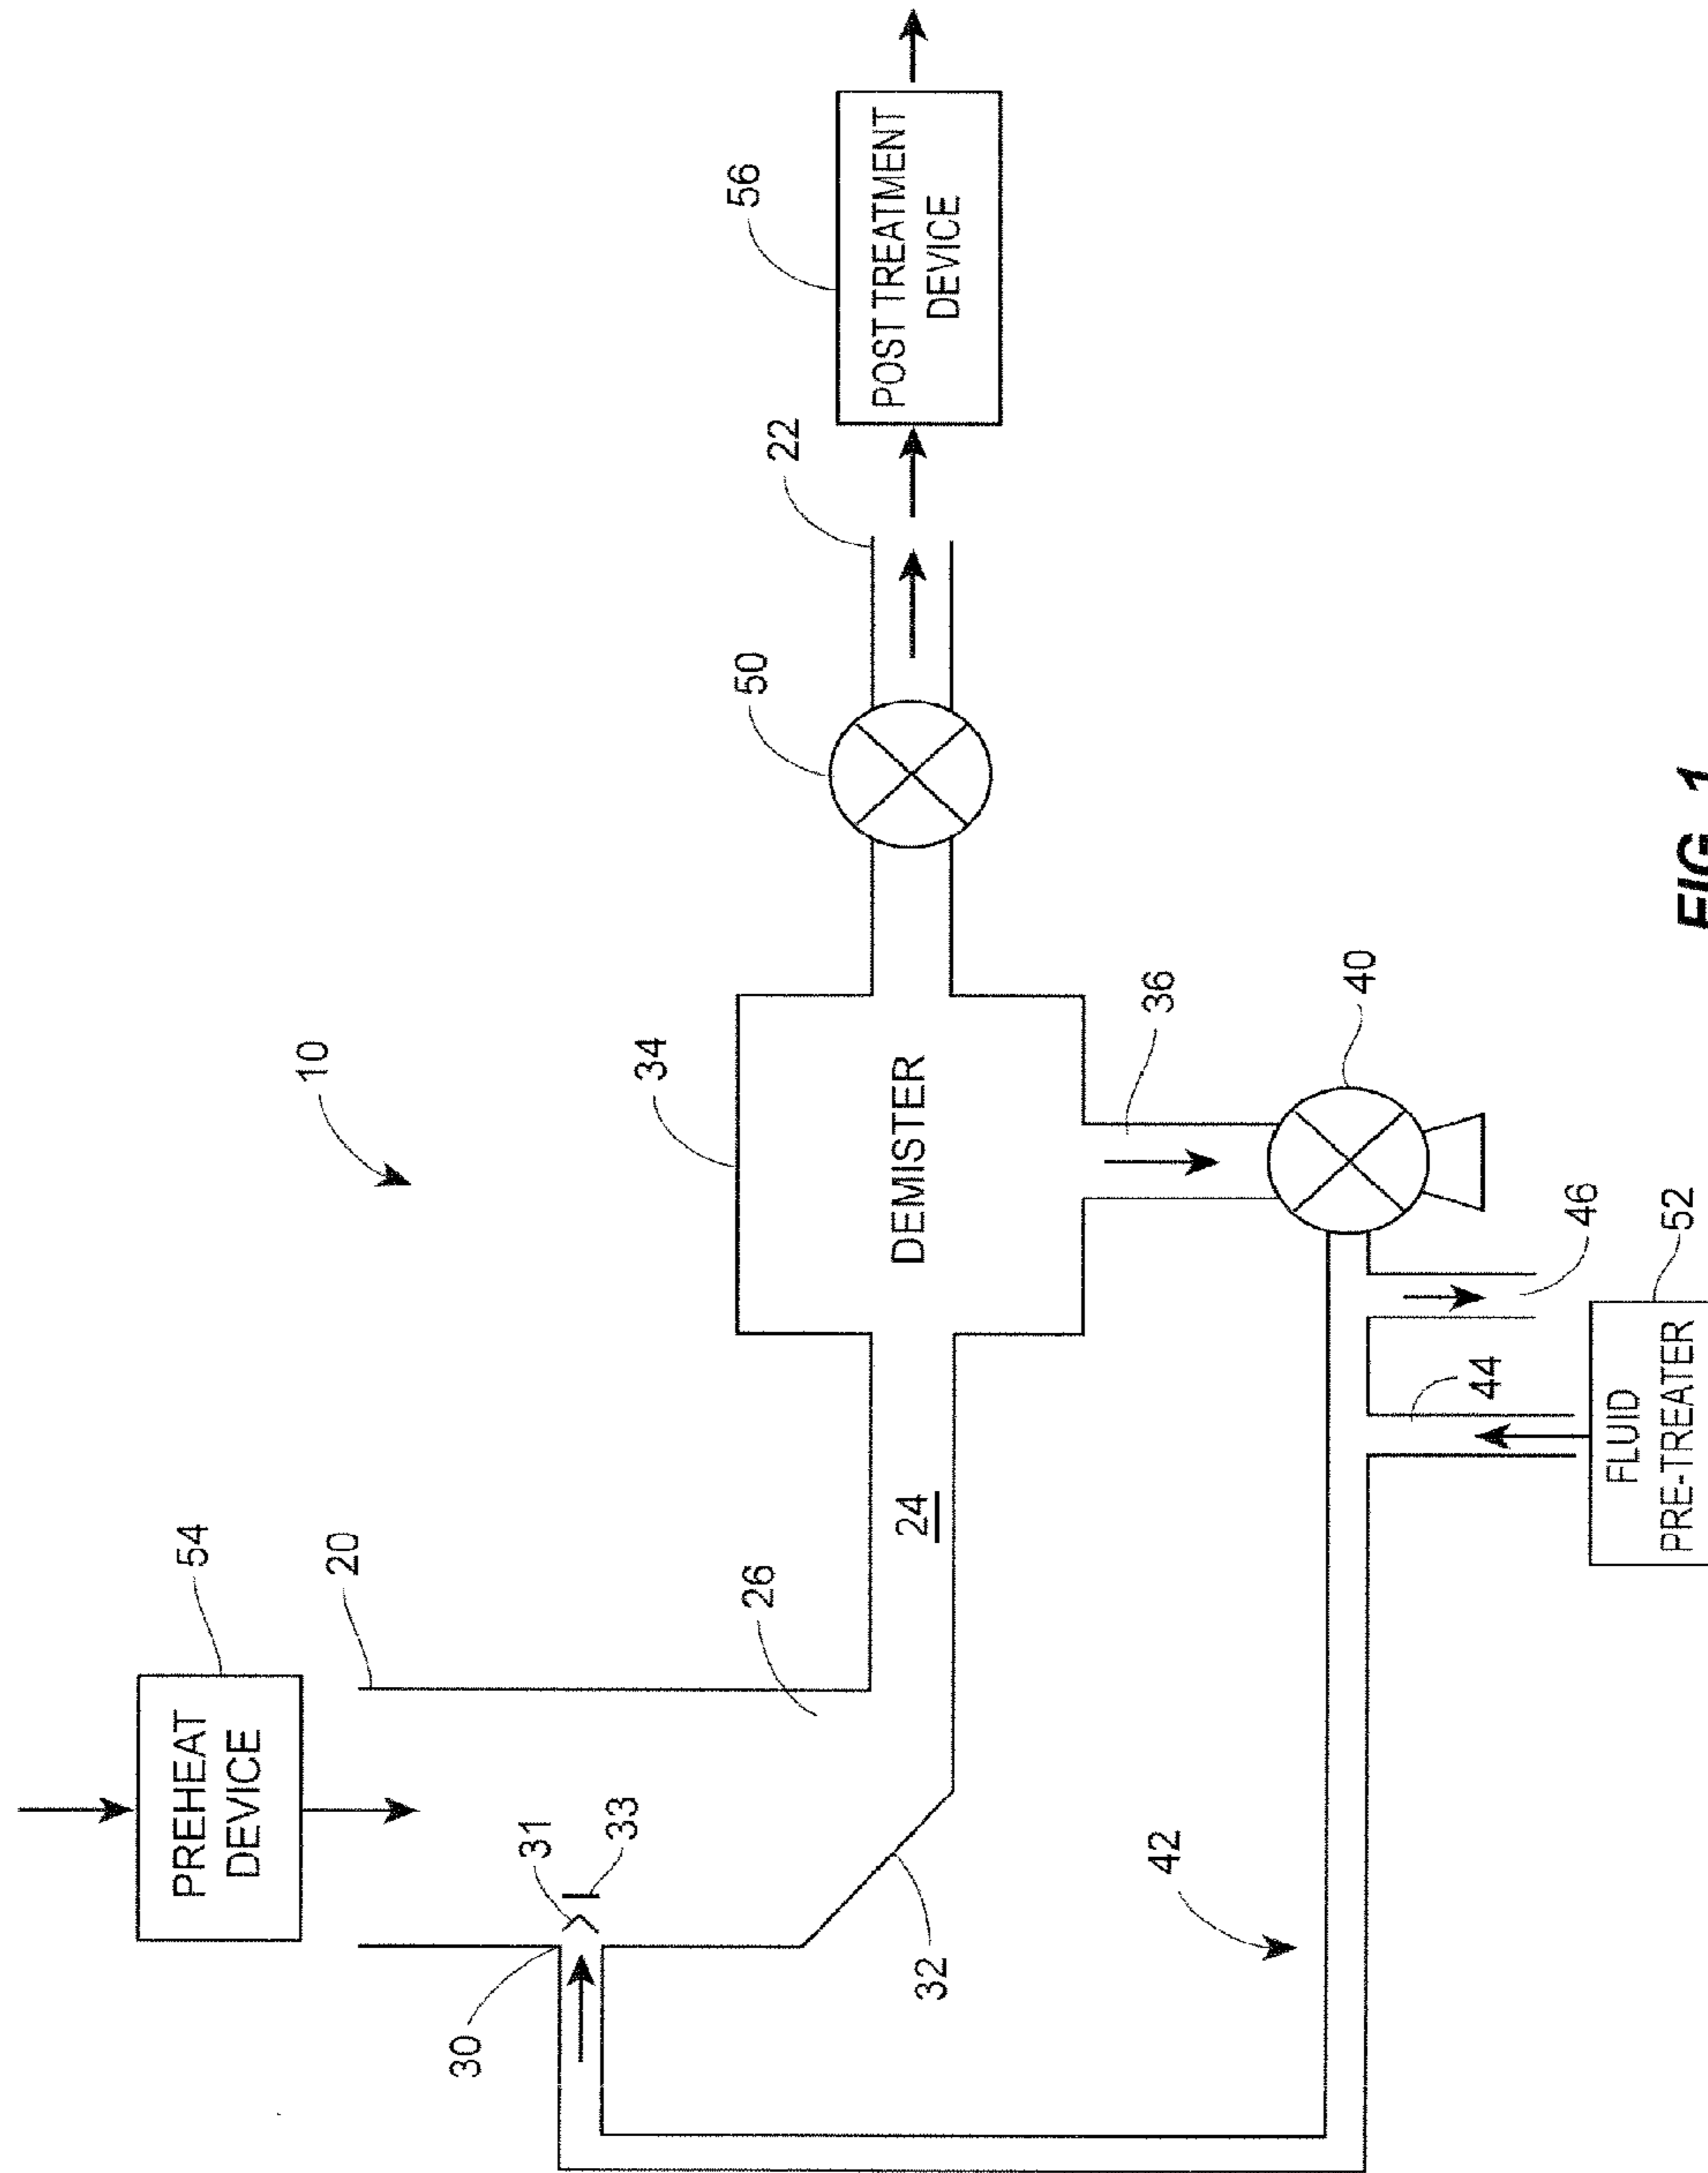 10
54
PREHEAT
DEVICE
20
31
33
30
26
32
24
34
DEMISTER
50
22
56
POST TREATMENT
DEVICE
36
40
42
44
46
52
FLUID
PRE-TREATER
FIG. 1